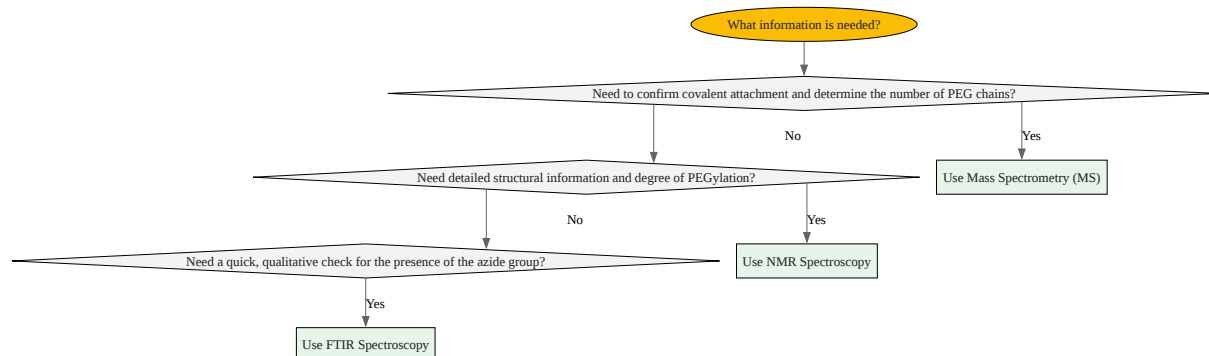 What information is needed?
Need to confirm covalent attachment and determine the number of PEG chains?
No
Yes
Need detailed structural information and degree of PEGylation?
Use Mass Spectrometry (MS)
No
Yes
Need a quick, qualitative check for the presence of the azide group?
Use NMR Spectroscopy
Yes
Use FTIR Spectroscopy